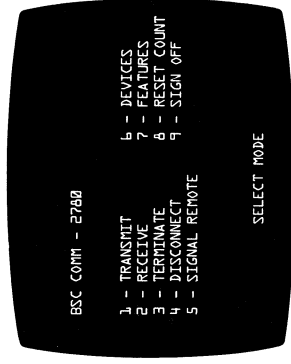 BSC COMM - 2780
1 - TRANSMIT
2 - RECEIVE
3 - TERMINATE
4 - DISCONNECT
5 - SIGNAL REMOTE
6 - DEVICES
7 - FEATURES
8 - RESET COUNT
9 - SIGN OFF
SELECT MODE